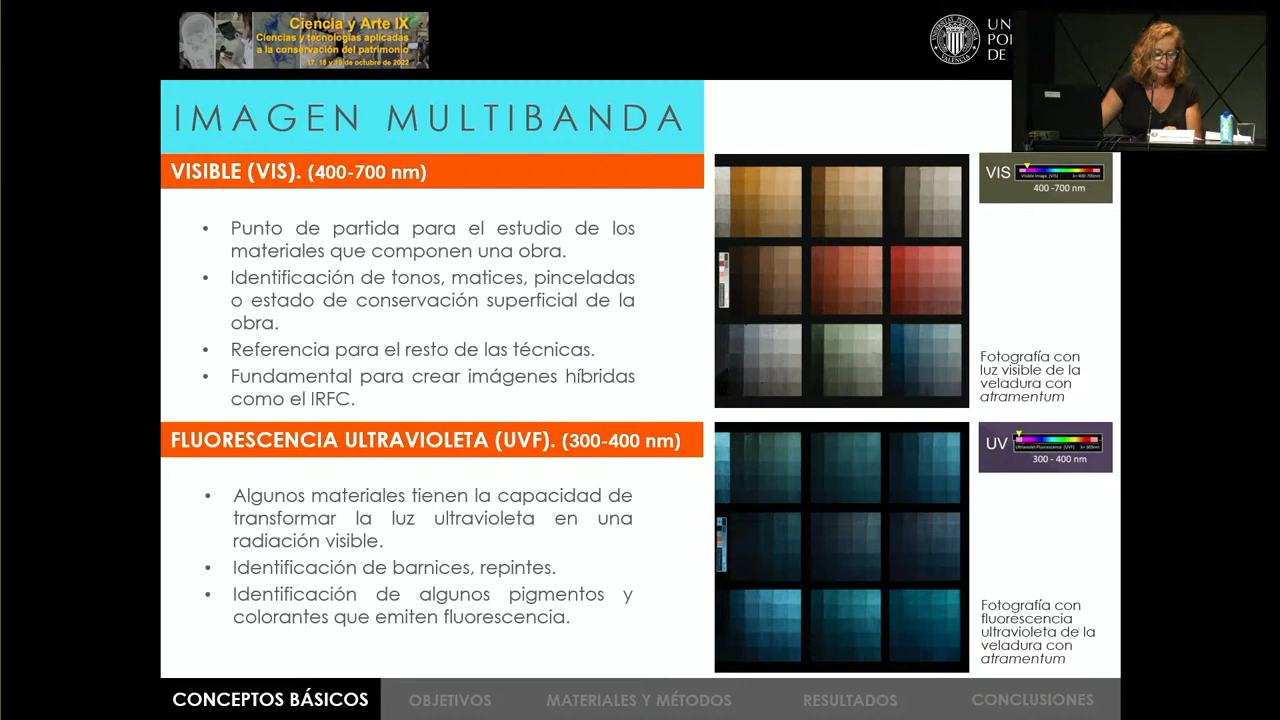 Ciencia y Arte IX
Ciencias y tecnologías aplicadas
a la conservación del patrimonio
17, 18 y 19 de octubre de 2022
UN
POL
DE
IMAGEN MULTIBANDA
VISIBLE (VIS). (400-700 nm)
• Punto de partida para el estudio de los
materiales que componen una obra.
• Identificación de tonos, matices, pinceladas
o estado de conservación superficial de la
obra.
• Referencia para el resto de las técnicas.
• Fundamental para crear imágenes híbridas
como el IRFC.
VIS
400 -700 nm
Fotografía con
luz visible de la
veladura con
atramentum
FLUORESCENCIA ULTRAVIOLETA (UVF). (300-400 nm)
• Algunos materiales tienen la capacidad de
transformar la luz ultravioleta en una
radiación visible.
• Identificación de barnices, repintes.
• Identificación de algunos pigmentos y
colorantes que emiten fluorescencia.
UV
300 - 400 nm
Fotografía con
fluorescencia
ultravioleta de la
veladura con
atramentum
CONCEPTOS BÁSICOS
OBJETIVOS
MATERIALES Y MÉTODOS
RESULTADOS
CONCLUSIONES